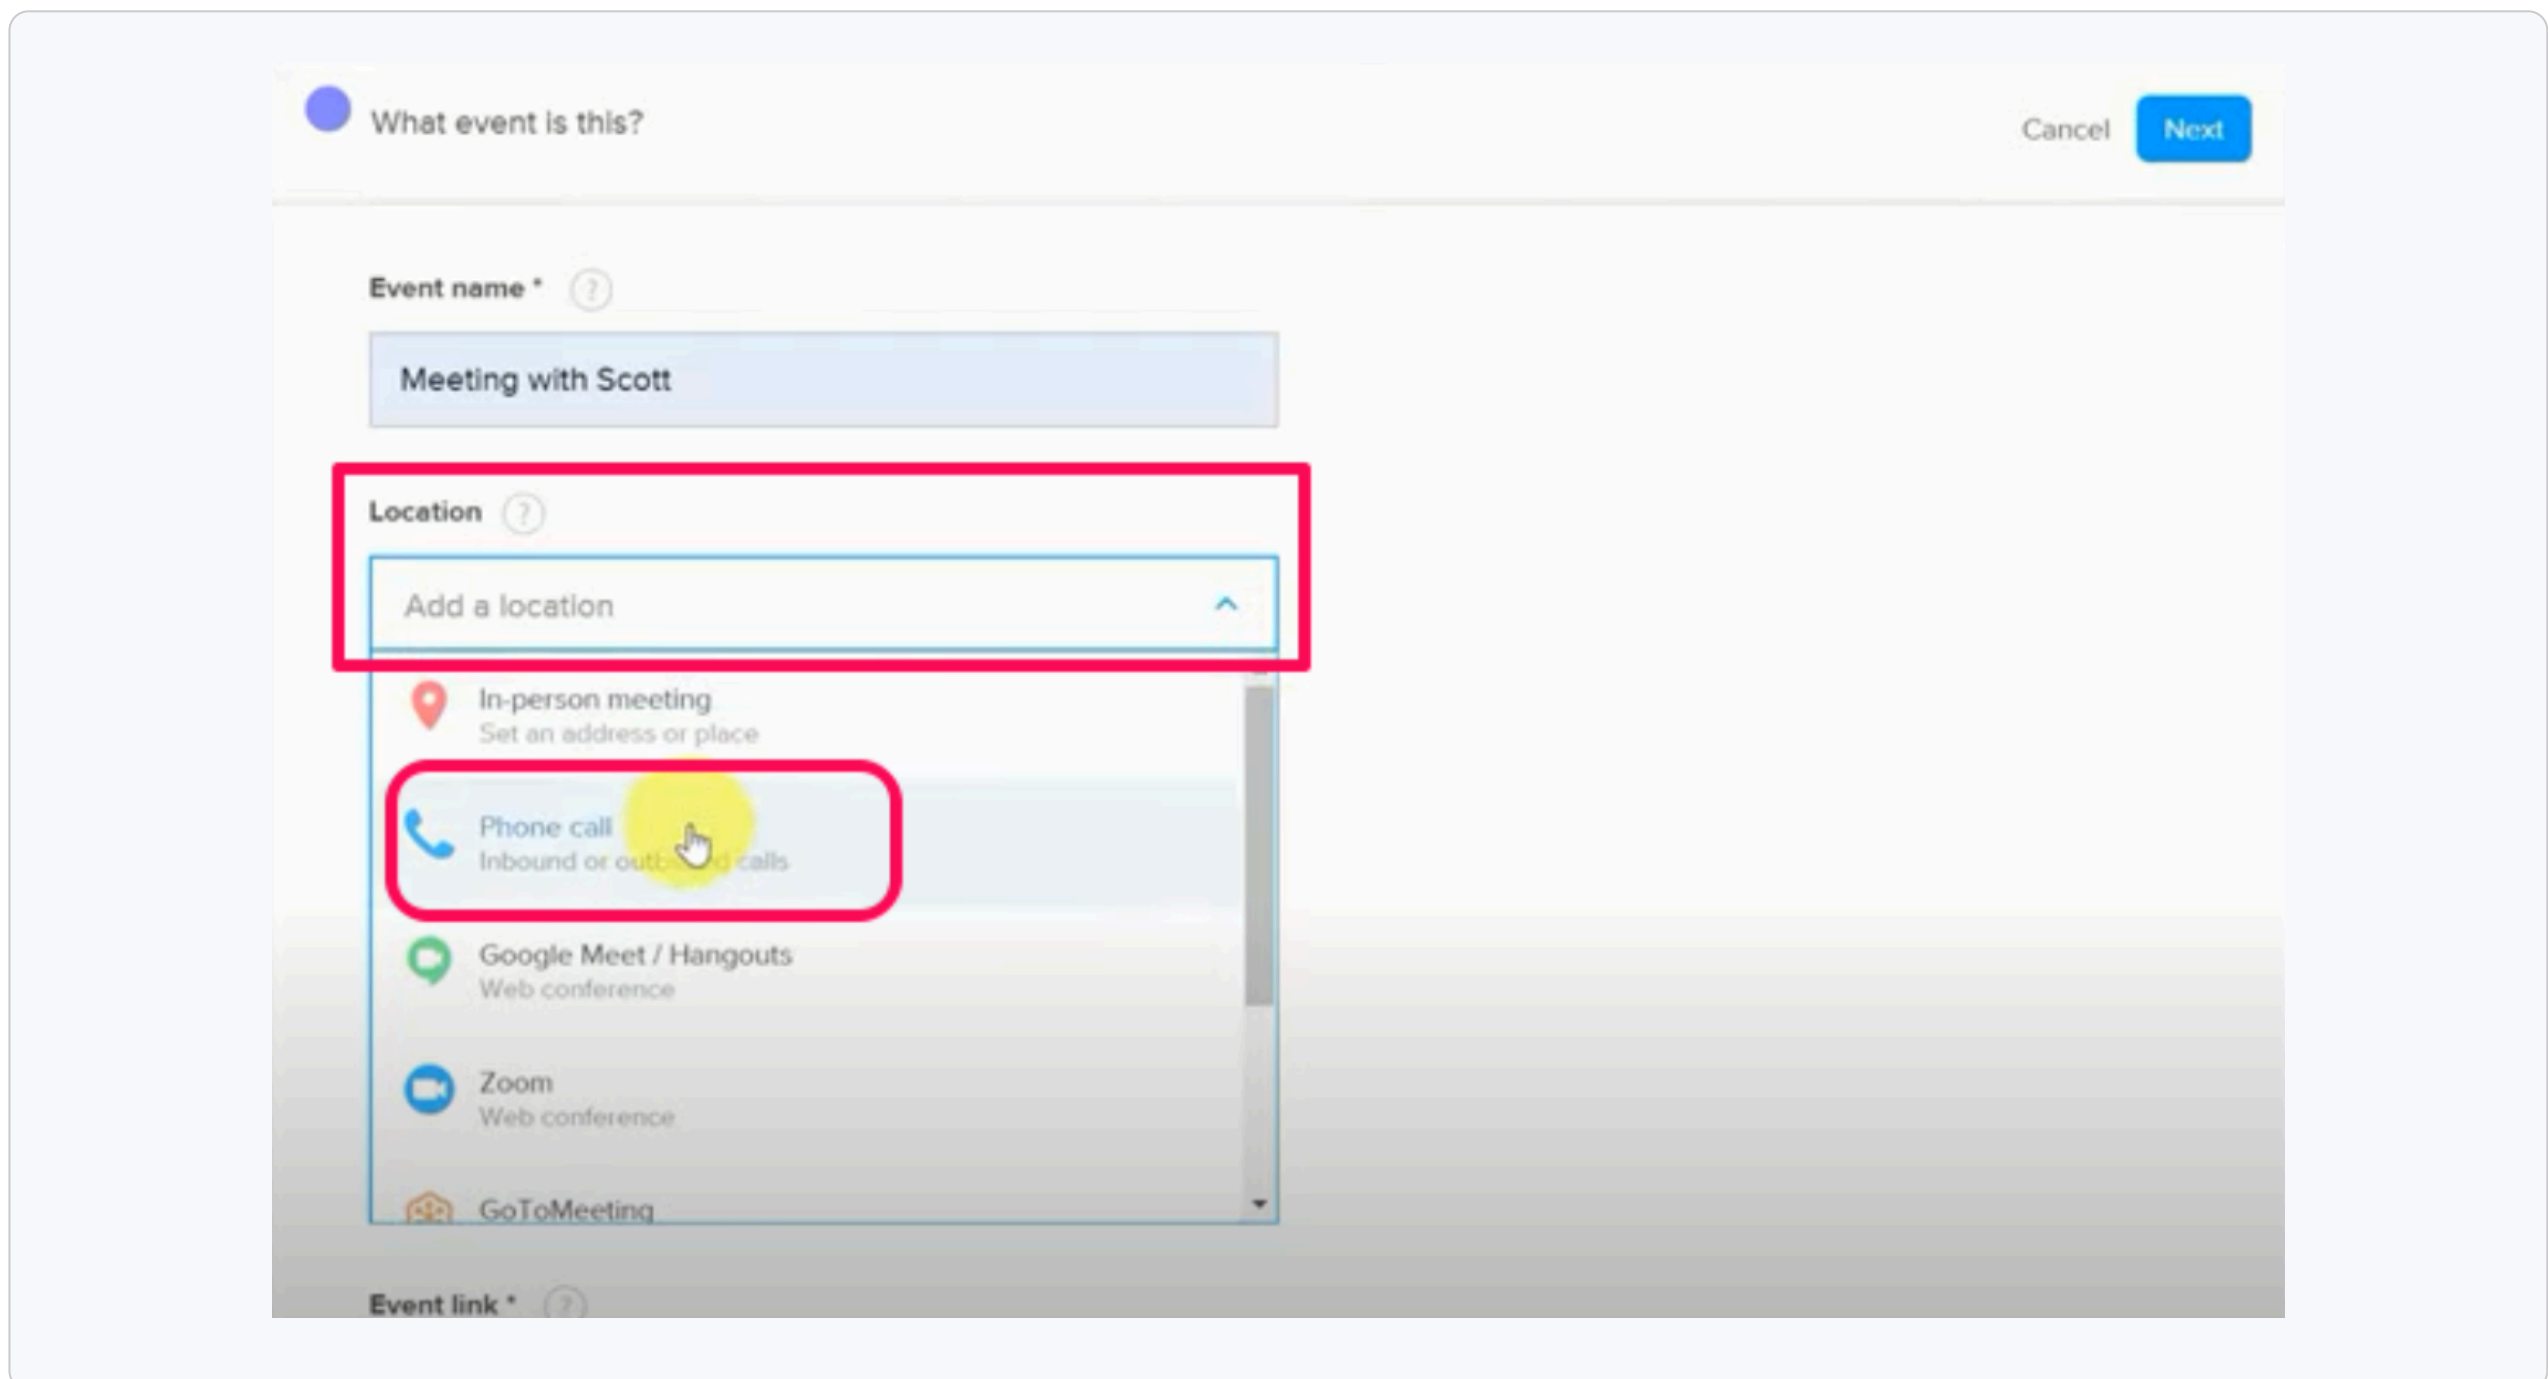 What event is this?
Cancel
Next
Event name *
?
Meeting with Scott
Location
?
Add a location
In-person meeting
Set an address or place
Phone call
Inbound or calls
Google Meet / Hangouts
Web conference
Zoom
Web conference
GoToMeeting
Event link *
?